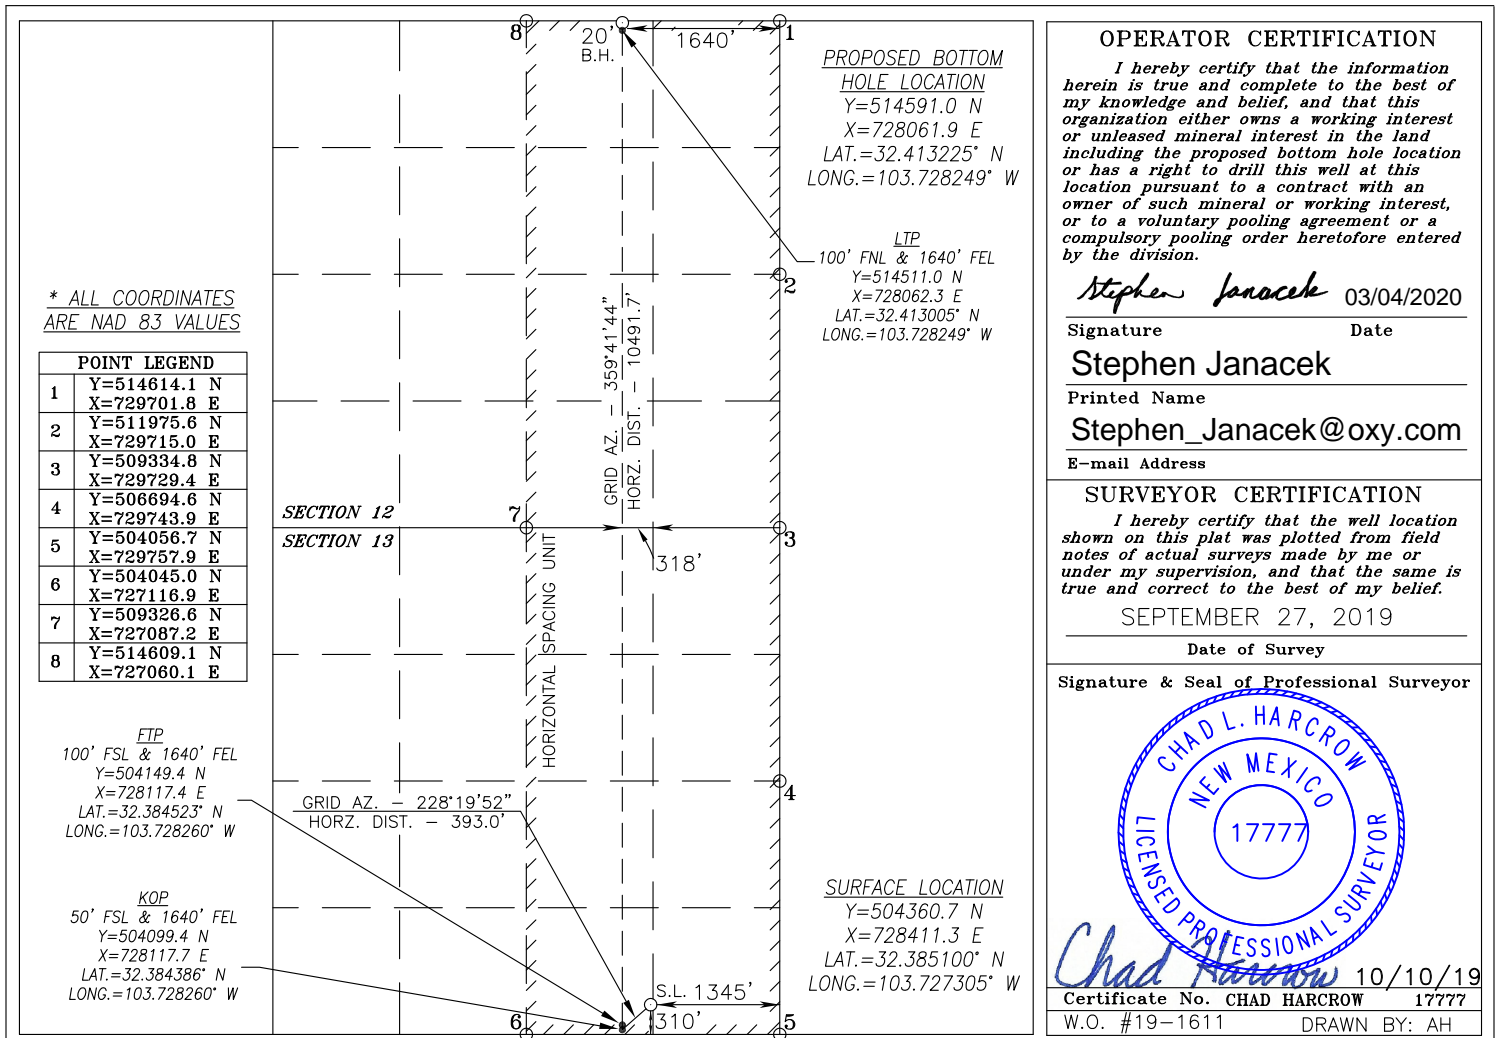 8
20'
B.H.
1640'
1
PROPOSED BOTTOM
HOLE LOCATION
Y=514591.0 N
X=728061.9 E
LAT.=32.413225° N
LONG.=103.728249° W
LTP
100' FNL & 1640' FEL
Y=514511.0 N
X=728062.3 E
LAT.=32.413005° N
LONG.=103.728249° W
2
* ALL COORDINATES
ARE NAD 83 VALUES
POINT LEGEND
1 Y=514614.1 N
X=729701.8 E
2 Y=511975.6 N
X=729715.0 E
3 Y=509334.8 N
X=729729.4 E
4 Y=506694.6 N
X=729743.9 E
5 Y=504056.7 N
X=729757.9 E
6 Y=504045.0 N
X=727116.9 E
7 Y=509326.6 N
X=727087.2 E
8 Y=514609.1 N
X=727060.1 E
GRID AZ. - 359°41'44"
HORZ. DIST. - 10491.7'
SECTION 12
SECTION 13
7
3
318'
HORIZONTAL SPACING UNIT
FTP
100' FSL & 1640' FEL
Y=504149.4 N
X=728117.4 E
LAT.=32.384523° N
LONG.=103.728260° W
GRID AZ. - 228°19'52"
HORZ. DIST. - 393.0'
4
KOP
50' FSL & 1640' FEL
Y=504099.4 N
X=728117.7 E
LAT.=32.384386° N
LONG.=103.728260° W
SURFACE LOCATION
Y=504360.7 N
X=728411.3 E
LAT.=32.385100° N
LONG.=103.727305° W
S.L. 1345'
310'
6
5
OPERATOR CERTIFICATION
I hereby certify that the information
herein is true and complete to the best of
my knowledge and belief, and that this
organization either owns a working interest
or unleased mineral interest in the land
including the proposed bottom hole location
or has a right to drill this well at this
location pursuant to a contract with an
owner of such mineral or working interest,
or to a voluntary pooling agreement or a
compulsory pooling order heretofore entered
by the division.
Stephen Janacek 03/04/2020
Signature Date
Stephen Janacek
Printed Name
Stephen_Janacek@oxy.com
E-mail Address
SURVEYOR CERTIFICATION
I hereby certify that the well location
shown on this plat was plotted from field
notes of actual surveys made by me or
under my supervision, and that the same is
true and correct to the best of my belief.
SEPTEMBER 27, 2019
Date of Survey
Signature & Seal of Professional Surveyor
CHAD L. HARCROW
NEW MEXICO
17777
LICENSED PROFESSIONAL SURVEYOR
Chad Harcrow 10/10/19
Certificate No. CHAD HARCROW 17777
W.O. #19-1611 DRAWN BY: AH